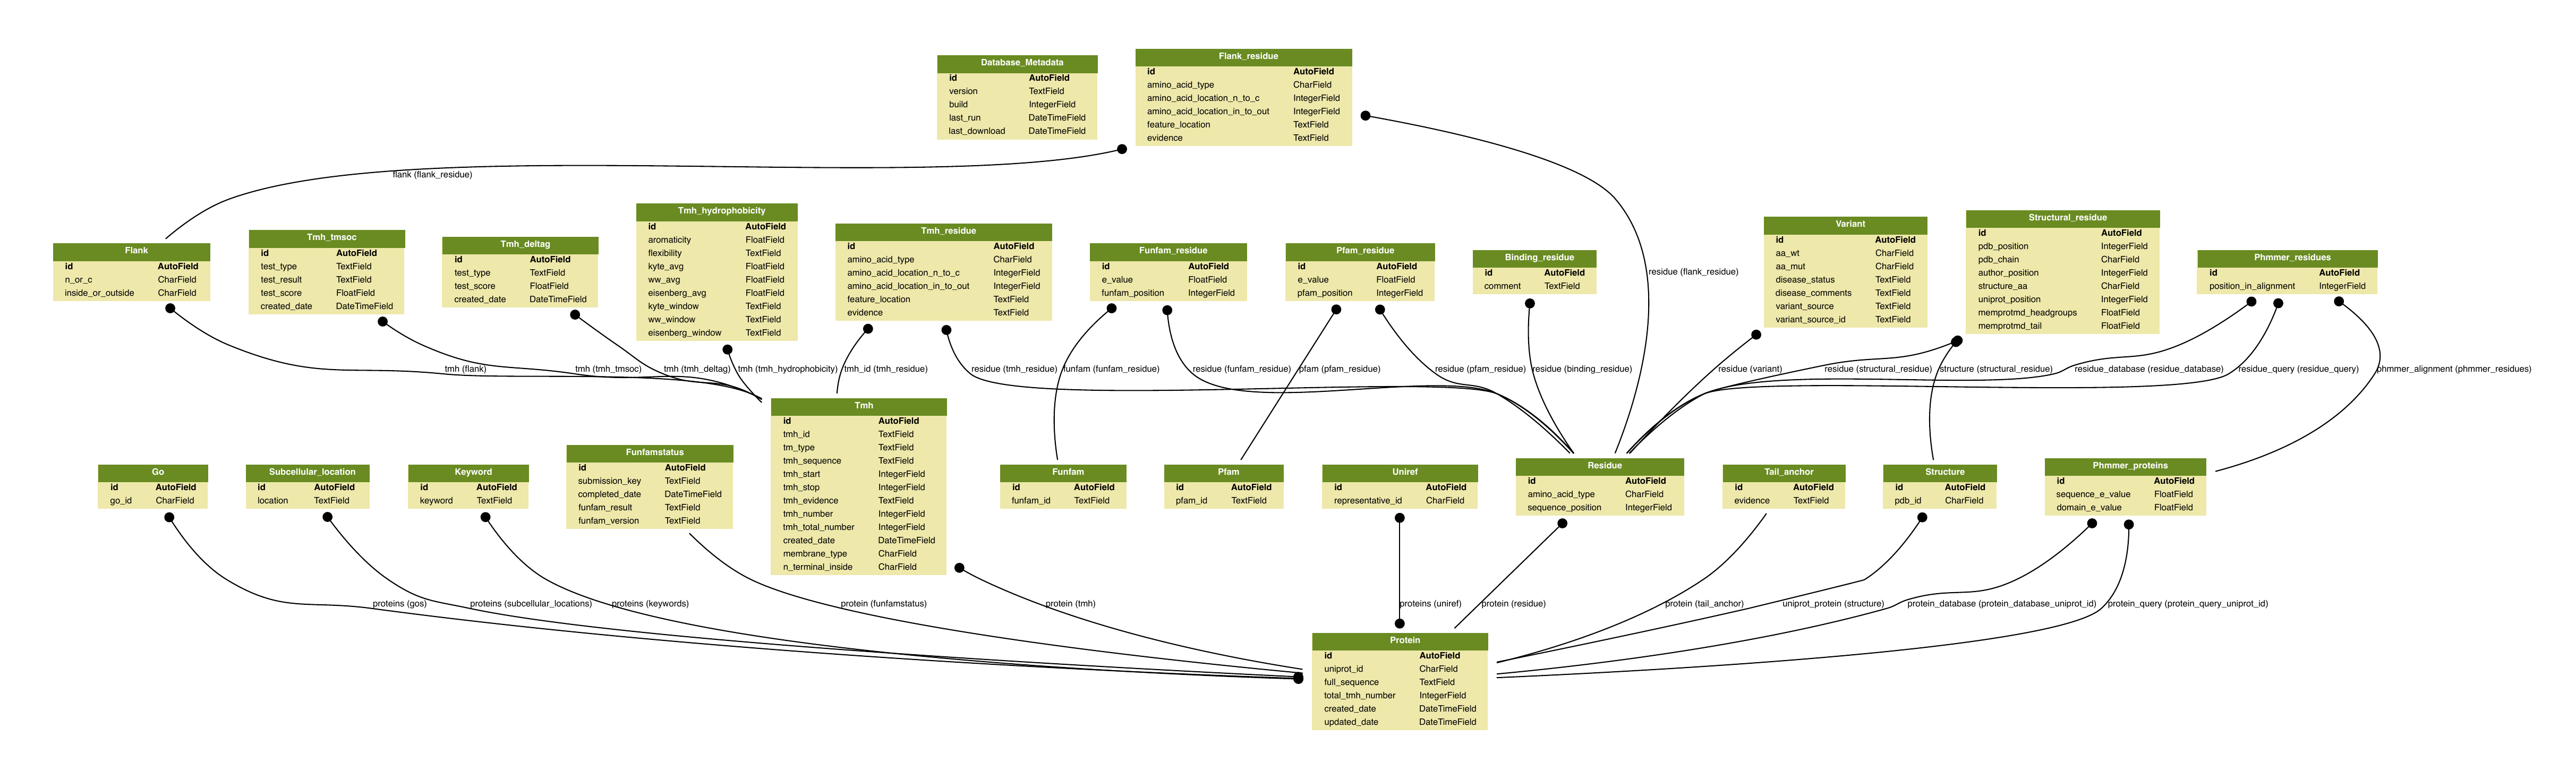 Database_Metadata
id AutoField
version TextField
build IntegerField
last_run DateTimeField
last_download DateTimeField
Flank_residue
id AutoField
amino_acid_type CharField
amino_acid_location_n_to_c IntegerField
amino_acid_location_in_to_out IntegerField
feature_location TextField
evidence TextField
flank (flank_residue)
Flank
id AutoField
n_or_c CharField
inside_or_outside CharField
Tmh_tmsoc
id AutoField
test_type TextField
test_result TextField
test_score FloatField
created_date DateTimeField
Tmh_deltag
id AutoField
test_type TextField
test_score FloatField
created_date DateTimeField
Tmh_hydrophobicity
id AutoField
aromaticity FloatField
flexibility TextField
kyte_avg FloatField
ww_avg FloatField
eisenberg_avg FloatField
kyte_window TextField
ww_window TextField
eisenberg_window TextField
Tmh_residue
id AutoField
amino_acid_type CharField
amino_acid_location_n_to_c IntegerField
amino_acid_location_in_to_out IntegerField
feature_location TextField
evidence TextField
Funfam_residue
id AutoField
e_value FloatField
funfam_position IntegerField
Pfam_residue
id AutoField
e_value FloatField
pfam_position IntegerField
Binding_residue
id AutoField
comment TextField
residue (flank_residue)
Variant
id AutoField
aa_wt CharField
aa_mut CharField
disease_status TextField
disease_comments TextField
variant_source TextField
variant_source_id TextField
Structural_residue
id AutoField
pdb_position IntegerField
pdb_chain CharField
author_position IntegerField
structure_aa CharField
uniprot_position IntegerField
memprotmd_headgroups FloatField
memprotmd_tail FloatField
Phmmer_residues
id AutoField
position_in_alignment IntegerField
tmh (flank)
tmh (tmh_tmsoc)
tmh (tmh_deltag)
tmh (tmh_hydrophobicity)
tmh_id (tmh_residue)
residue (tmh_residue)
funfam (funfam_residue)
residue (funfam_residue)
pfam (pfam_residue)
residue (pfam_residue)
residue (binding_residue)
residue (variant)
residue (structural_residue)
structure (structural_residue)
residue_database (residue_database)
residue_query (residue_query)
phmmer_alignment (phmmer_residues)
Go
id AutoField
go_id CharField
Subcellular_location
id AutoField
location TextField
Keyword
id AutoField
keyword TextField
Funfamstatus
id AutoField
submission_key TextField
completed_date DateTimeField
funfam_result TextField
funfam_version TextField
Tmh
id AutoField
tmh_id TextField
tm_type TextField
tmh_sequence TextField
tmh_start IntegerField
tmh_stop IntegerField
tmh_evidence TextField
tmh_number IntegerField
tmh_total_number IntegerField
created_date DateTimeField
membrane_type CharField
n_terminal_inside CharField
Funfam
id AutoField
funfam_id TextField
Pfam
id AutoField
pfam_id TextField
Uniref
id AutoField
representative_id CharField
Residue
id AutoField
amino_acid_type CharField
sequence_position IntegerField
Tail_anchor
id AutoField
evidence TextField
Structure
id AutoField
pdb_id CharField
Phmmer_proteins
id AutoField
sequence_e_value FloatField
domain_e_value FloatField
proteins (gos)
proteins (subcellular_locations)
proteins (keywords)
protein (funfamstatus)
protein (tmh)
proteins (uniref)
protein (residue)
protein (tail_anchor)
uniprot_protein (structure)
protein_database (protein_database_uniprot_id)
protein_query (protein_query_uniprot_id)
Protein
id AutoField
uniprot_id CharField
full_sequence TextField
total_tmh_number IntegerField
created_date DateTimeField
updated_date DateTimeField